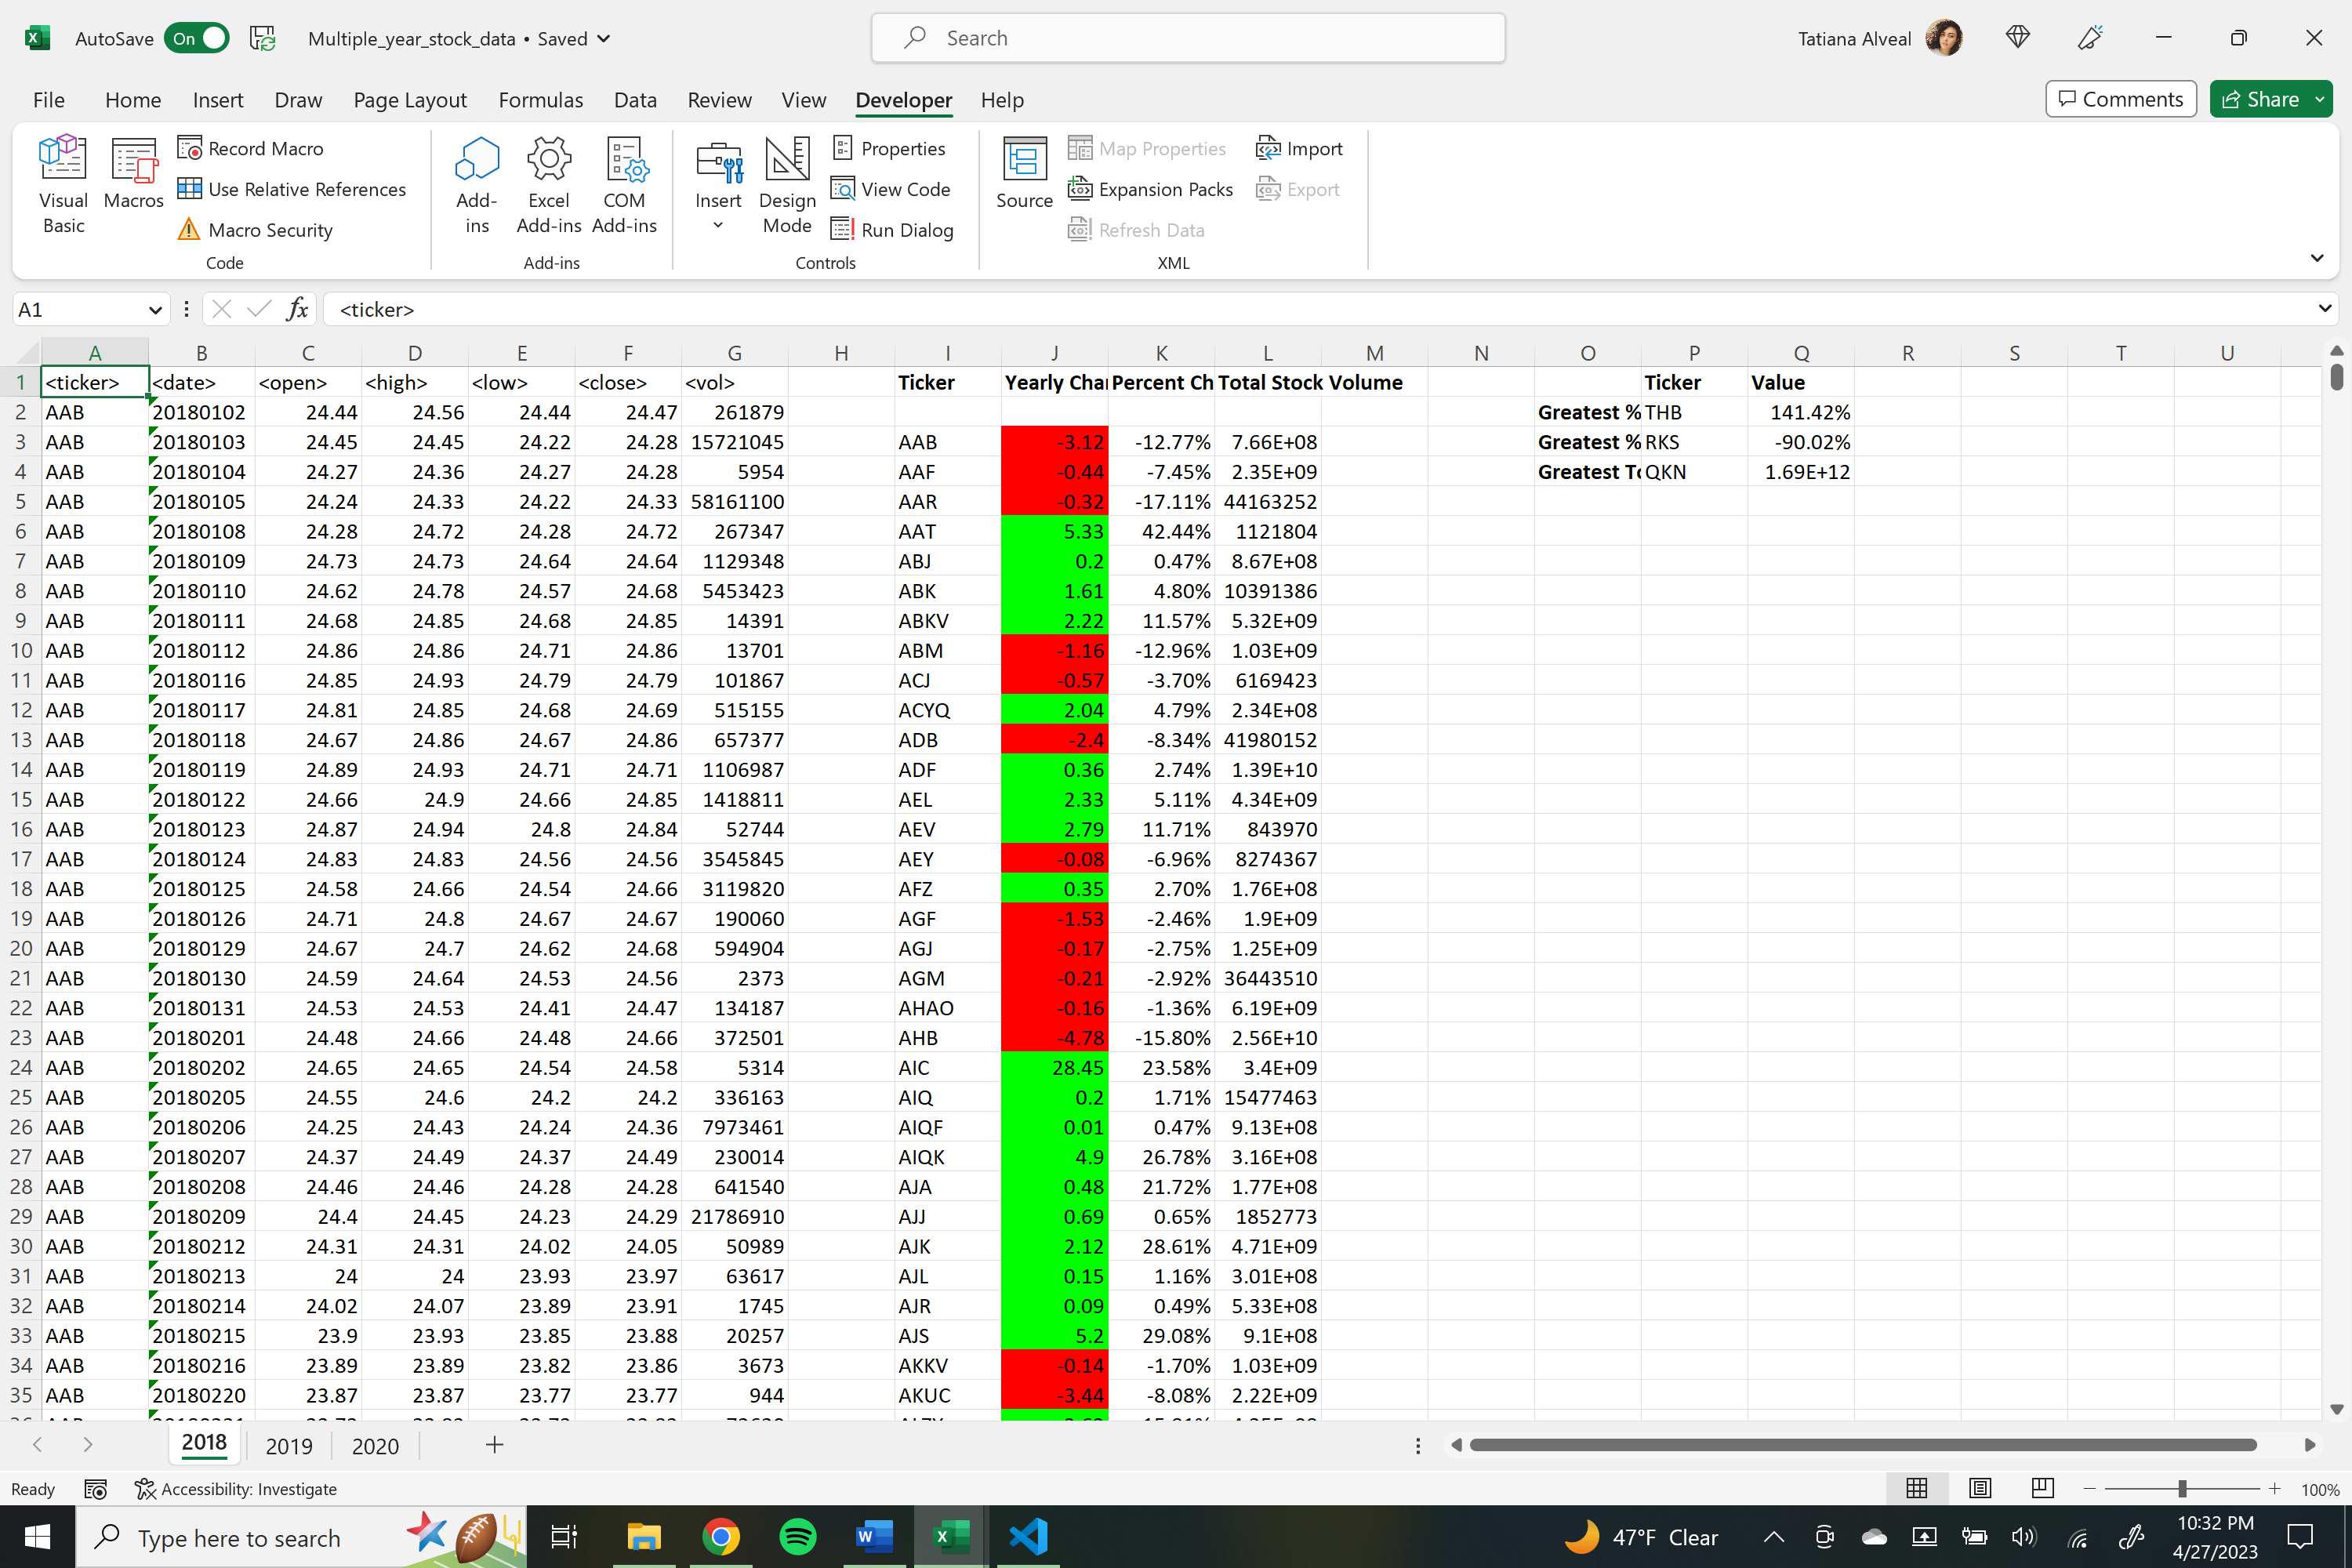 AutoSave On Multiple_year_stock_data • Saved Search Tatiana Alveal
File Home Insert Draw Page Layout Formulas Data Review View Developer Help Comments Share
Visual Basic Macros Record Macro Use Relative References Macro Security
Code
Add-ins Excel Add-ins COM Add-ins
Add-ins
Insert Design Mode Properties View Code Run Dialog
Controls
Source Map Properties Expansion Packs Refresh Data Import Export
XML
A1 fx <ticker>
A B C D E F G H I J K L M N O P Q R S T U
1 <ticker> <date> <open> <high> <low> <close> <vol> Ticker Yearly Chan Percent Ch Total Stock Volume Ticker Value
2 AAB 20180102 24.44 24.56 24.44 24.47 261879 Greatest % THB 141.42%
3 AAB 20180103 24.45 24.45 24.22 24.28 15721045 AAB -3.12 -12.77% 7.66E+08 Greatest % RKS -90.02%
4 AAB 20180104 24.27 24.36 24.27 24.28 5954 AAF -0.44 -7.45% 2.35E+09 Greatest To QKN 1.69E+12
5 AAB 20180105 24.24 24.33 24.22 24.33 58161100 AAR -0.32 -17.11% 44163252
6 AAB 20180108 24.28 24.72 24.28 24.72 267347 AAT 5.33 42.44% 1121804
7 AAB 20180109 24.73 24.73 24.64 24.64 1129348 ABJ 0.2 0.47% 8.67E+08
8 AAB 20180110 24.62 24.78 24.57 24.68 5453423 ABK 1.61 4.80% 10391386
9 AAB 20180111 24.68 24.85 24.68 24.85 14391 ABKV 2.22 11.57% 5.32E+09
10 AAB 20180112 24.86 24.86 24.71 24.86 13701 ABM -1.16 -12.96% 1.03E+09
11 AAB 20180116 24.85 24.93 24.79 24.79 101867 ACJ -0.57 -3.70% 6169423
12 AAB 20180117 24.81 24.85 24.68 24.69 515155 ACYQ 2.04 4.79% 2.34E+08
13 AAB 20180118 24.67 24.86 24.67 24.86 657377 ADB -2.4 -8.34% 41980152
14 AAB 20180119 24.89 24.93 24.71 24.71 1106987 ADF 0.36 2.74% 1.39E+10
15 AAB 20180122 24.66 24.9 24.66 24.85 1418811 AEL 2.33 5.11% 4.34E+09
16 AAB 20180123 24.87 24.94 24.8 24.84 52744 AEV 2.79 11.71% 843970
17 AAB 20180124 24.83 24.83 24.56 24.56 3545845 AEY -0.08 -6.96% 8274367
18 AAB 20180125 24.58 24.66 24.54 24.66 3119820 AFZ 0.35 2.70% 1.76E+08
19 AAB 20180126 24.71 24.8 24.67 24.67 190060 AGF -1.53 -2.46% 1.9E+09
20 AAB 20180129 24.67 24.7 24.62 24.68 594904 AGJ -0.17 -2.75% 1.25E+09
21 AAB 20180130 24.59 24.64 24.53 24.56 2373 AGM -0.21 -2.92% 36443510
22 AAB 20180131 24.53 24.53 24.41 24.47 134187 AHAO -0.16 -1.36% 6.19E+09
23 AAB 20180201 24.48 24.66 24.48 24.66 372501 AHB -4.78 -15.80% 2.56E+10
24 AAB 20180202 24.65 24.65 24.54 24.58 5314 AIC 28.45 23.58% 3.4E+09
25 AAB 20180205 24.55 24.6 24.2 24.2 336163 AIQ 0.2 1.71% 15477463
26 AAB 20180206 24.25 24.43 24.24 24.36 7973461 AIQF 0.01 0.47% 9.13E+08
27 AAB 20180207 24.37 24.49 24.37 24.49 230014 AIQK 4.9 26.78% 3.16E+08
28 AAB 20180208 24.46 24.46 24.28 24.28 641540 AJA 0.48 21.72% 1.77E+08
29 AAB 20180209 24.4 24.45 24.23 24.29 21786910 AJJ 0.69 0.65% 1852773
30 AAB 20180212 24.31 24.31 24.02 24.05 50989 AJK 2.12 28.61% 4.71E+09
31 AAB 20180213 24 24 23.93 23.97 63617 AJL 0.15 1.16% 3.01E+08
32 AAB 20180214 24.02 24.07 23.89 23.91 1745 AJR 0.09 0.49% 5.33E+08
33 AAB 20180215 23.9 23.93 23.85 23.88 20257 AJS 5.2 29.08% 9.1E+08
34 AAB 20180216 23.89 23.89 23.82 23.86 3673 AKKV -0.14 -1.70% 1.03E+09
35 AAB 20180220 23.87 23.87 23.77 23.77 944 AKUC -3.44 -8.08% 2.22E+09
2018 2019 2020
Ready Accessibility: Investigate 100%
Type here to search 47°F Clear 10:32 PM
4/27/2023